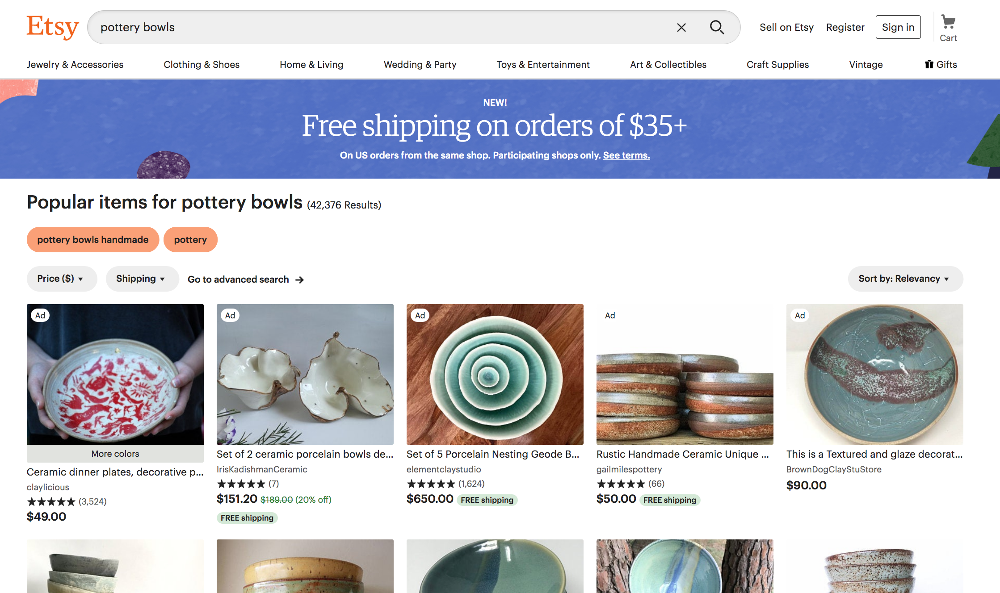 Etsy
pottery bowls
Sell on Etsy
Register
Sign in
Cart
Jewelry & Accessories
Clothing & Shoes
Home & Living
Wedding & Party
Toys & Entertainment
Art & Collectibles
Craft Supplies
Vintage
Gifts
NEW!
Free shipping on orders of $35+
On US orders from the same shop. Participating shops only. See terms.
Popular items for pottery bowls (42,376 Results)
pottery bowls handmade
pottery
Price ($)
Shipping
Go to advanced search
Sort by: Relevancy
Ad
More colors
Ceramic dinner plates, decorative p...
claylicious
(3,524)
$49.00
Ad
Set of 2 ceramic porcelain bowls de...
IrisKadishmanCeramic
(7)
$151.20 $189.00 (20% off)
FREE shipping
Ad
Set of 5 Porcelain Nesting Geode B...
elementclaystudio
(1,624)
$650.00 FREE shipping
Ad
Rustic Handmade Ceramic Unique ...
gailmilespottery
(66)
$50.00 FREE shipping
Ad
This is a Textured and glaze decorat...
BrownDogClayStuStore
$90.00